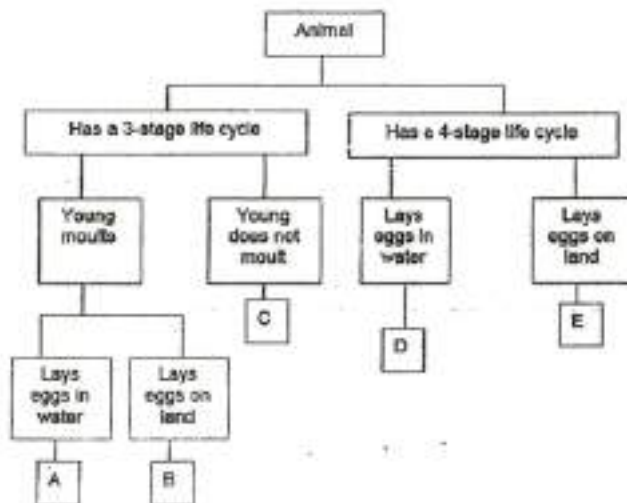 Animal
Has a 3-stage life cycle
Has a 4-stage life cycle
Young
moults
Young
does not
moult
Lays
eggs in
water
Lays
eggs on
land
C
D
E
Lays
eggs in
water
Lays
eggs on
land
A
B